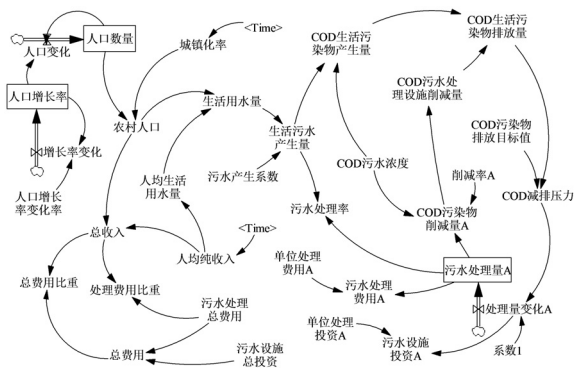 人口数量
人口变化
人口增长率
增长率变化
人口增长
率变化率
<Time>
城镇化率
农村人口
生活用水量
人均生活
用水量
污水产生系数
生活污水
产生量
污水处理率
<Time>
人均纯收入
总收入
总费用比重
处理费用比重
污水处理
总费用
总费用
污水设施
总投资
COD生活污
染物产生量
COD生活污
染物排放量
COD污水处
理设施削减量
COD污水浓度
COD污染物
排放目标值
削减率A
COD减排压力
COD污染物
削减量A
单位处理
费用A
污水处理
费用A
污水处理量A
处理量变化A
单位处理
投资A
污水设施
投资A
系数1